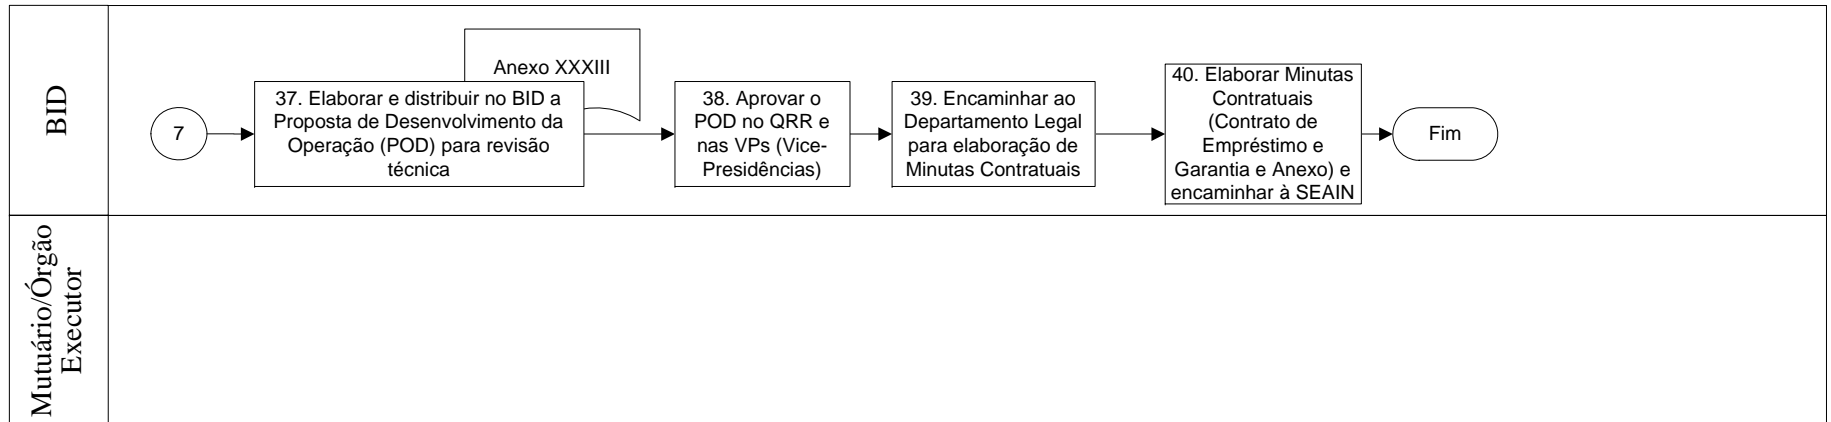 BID
7
Anexo XXXIII
37. Elaborar e distribuir no BID a
Proposta de Desenvolvimento da
Operação (POD) para revisão
técnica
38. Aprovar o
POD no QRR e
nas VPs (Vice-
Presidências)
39. Encaminhar ao
Departamento Legal
para elaboração de
Minutas Contratuais
40. Elaborar Minutas
Contratuais
(Contrato de
Empréstimo e
Garantia e Anexo) e
encaminhar à SEAIN
Fim
Mutuário/Órgão
Executor